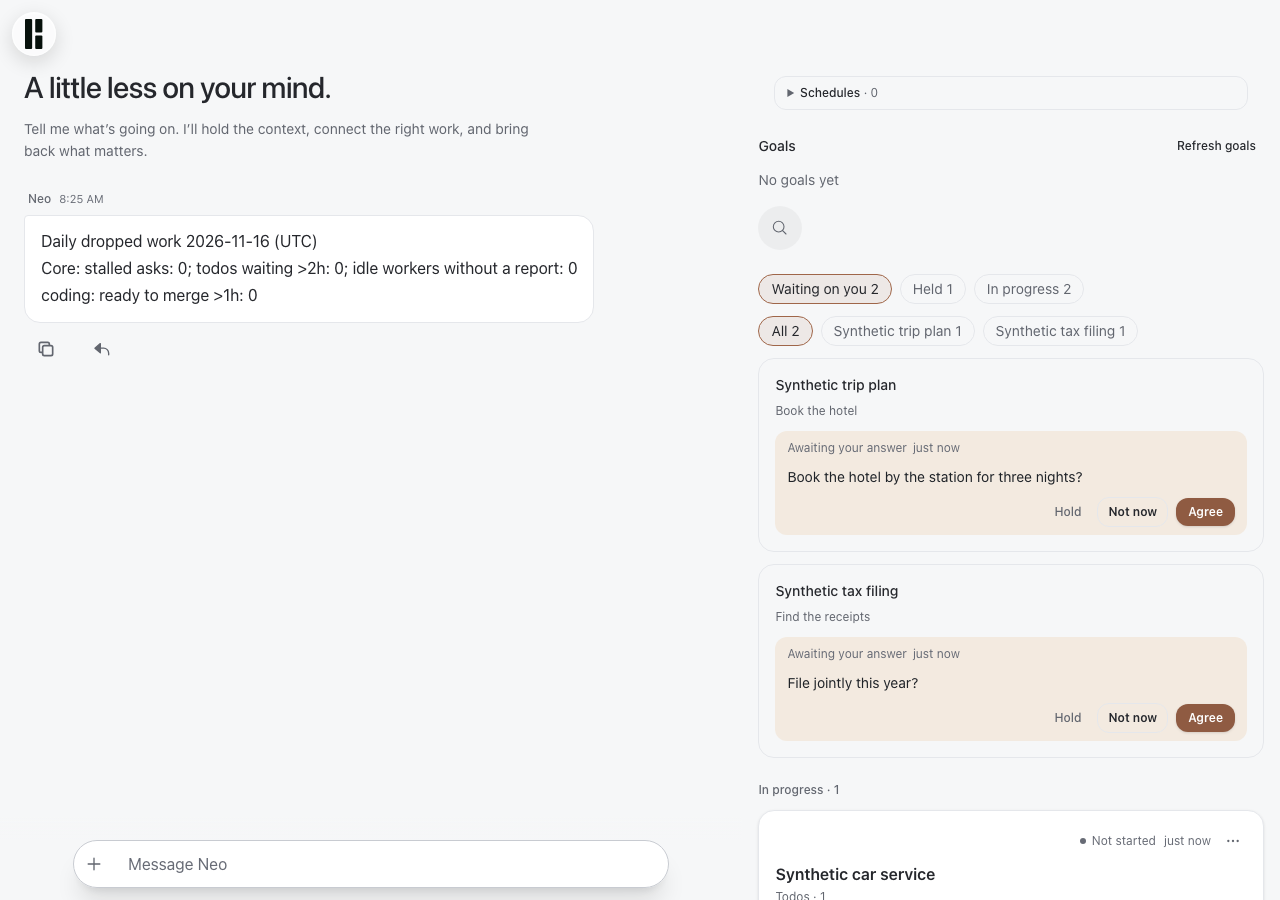 A little less on your mind.
Tell me what’s going on. I’ll hold the context, connect the right work, and bring
back what matters.
Neo 8:25 AM
Daily dropped work 2026-11-16 (UTC)
Core: stalled asks: 0; todos waiting >2h: 0; idle workers without a report: 0
coding: ready to merge >1h: 0
Message Neo
Schedules · 0
Goals
Refresh goals
No goals yet
Waiting on you 2
Held 1
In progress 2
All 2
Synthetic trip plan 1
Synthetic tax filing 1
Synthetic trip plan
Book the hotel
Awaiting your answer just now
Book the hotel by the station for three nights?
Hold
Not now
Agree
Synthetic tax filing
Find the receipts
Awaiting your answer just now
File jointly this year?
Hold
Not now
Agree
In progress · 1
Not started just now
Synthetic car service
Todos · 1